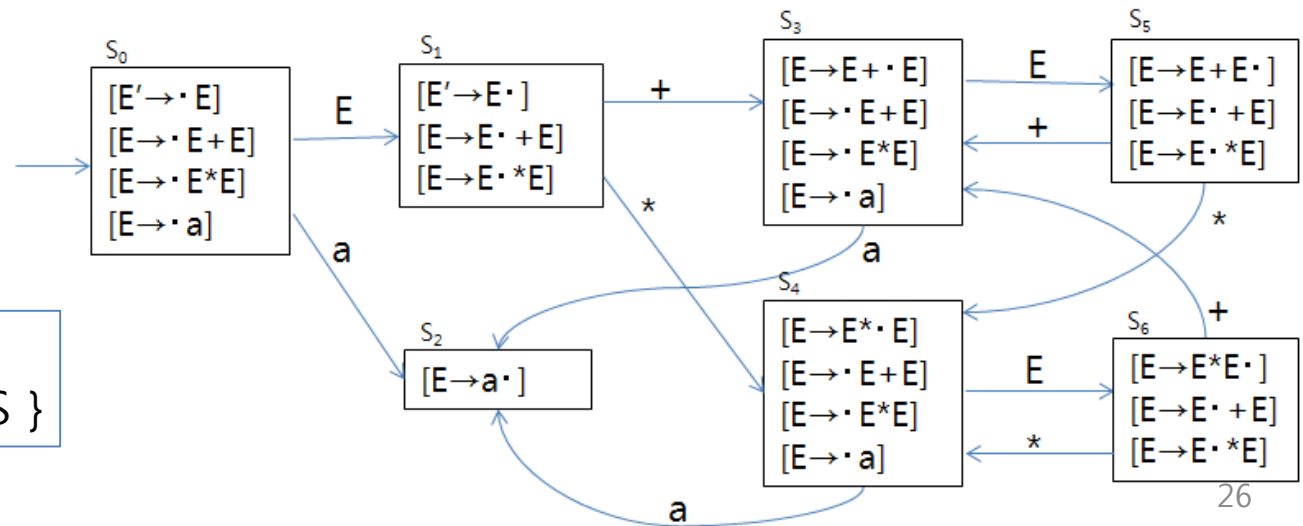 S₀
[E′→· E]
[E→· E+E]
[E→· E*E]
[E→· a]
E
a
S₁
[E′→E· ]
[E→E· +E]
[E→E· *E]
+
*
S₂
[E→a· ]
S₃
[E→E+· E]
[E→· E+E]
[E→· E*E]
[E→· a]
a
E
+
S₅
[E→E+E· ]
[E→E· +E]
[E→E· *E]
*
S₄
[E→E*· E]
[E→· E+E]
[E→· E*E]
[E→· a]
a
E
*
+
S₆
[E→E*E· ]
[E→E· +E]
[E→E· *E]
}
26